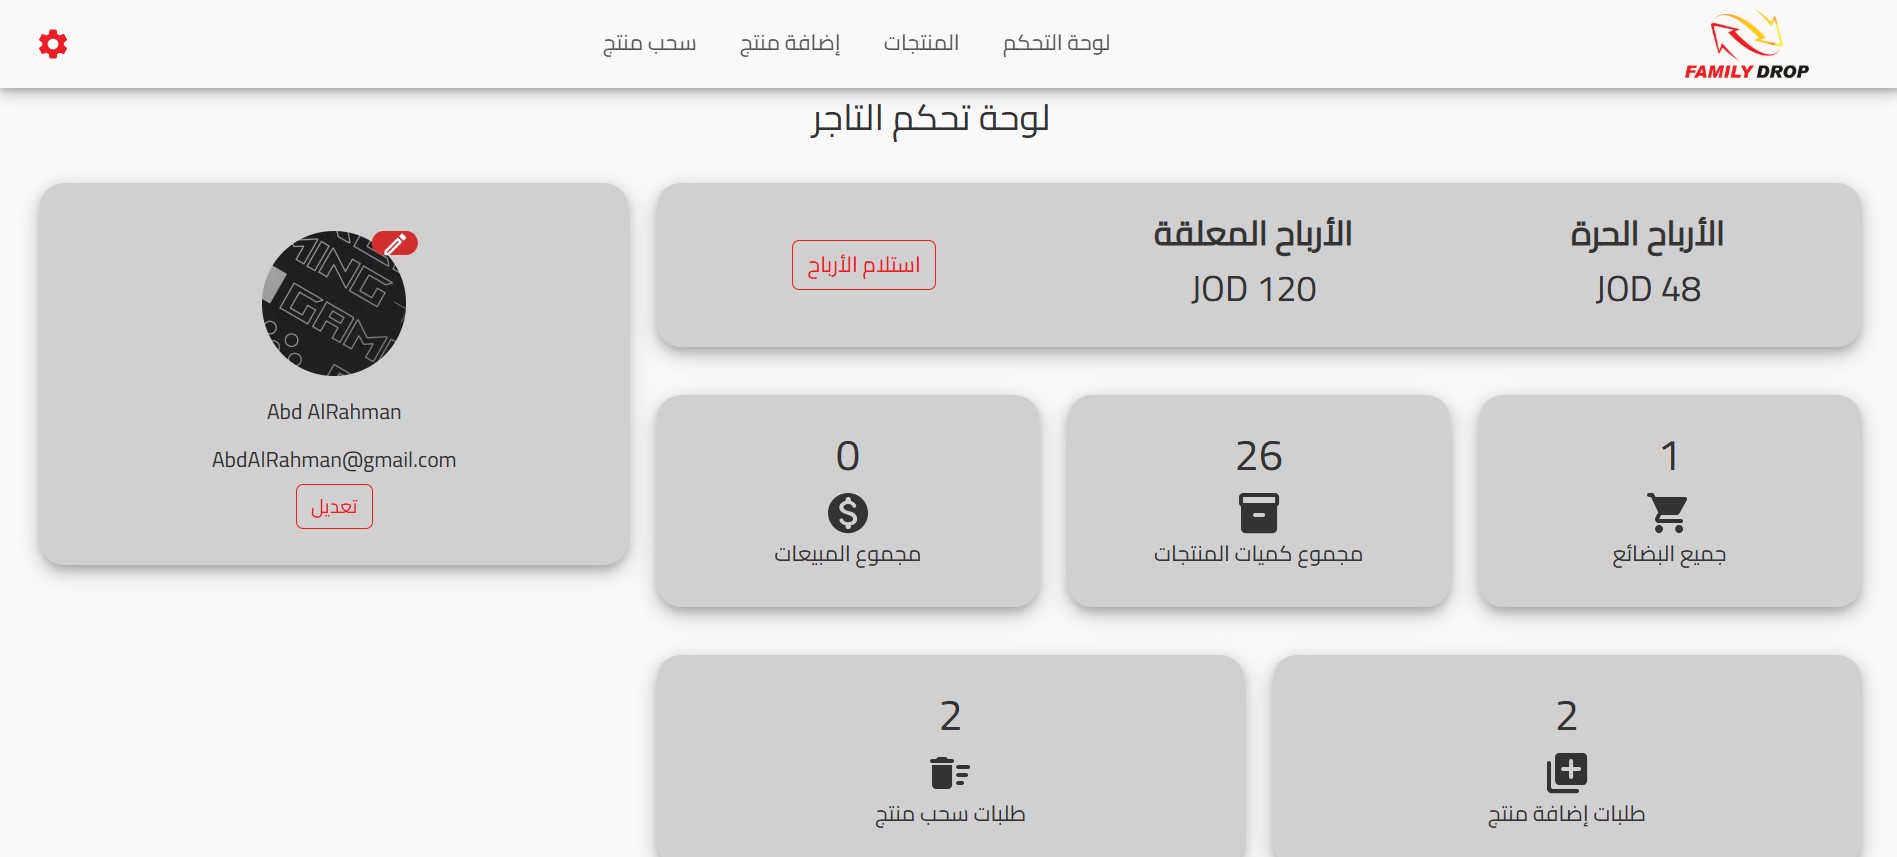 FAMILY DROP
لوحة التحكم
المنتجات
إضافة منتج
سحب منتج
لوحة تحكم التاجر
الأرباح الحرة
JOD 48
الأرباح المعلقة
JOD 120
استلام الأرباح
GAM
Abd AlRahman
AbdAlRahman@gmail.com
تعديل
1
جميع البضائع
26
مجموع كميات المنتجات
0
مجموع المبيعات
2
طلبات إضافة منتج
2
طلبات سحب منتج